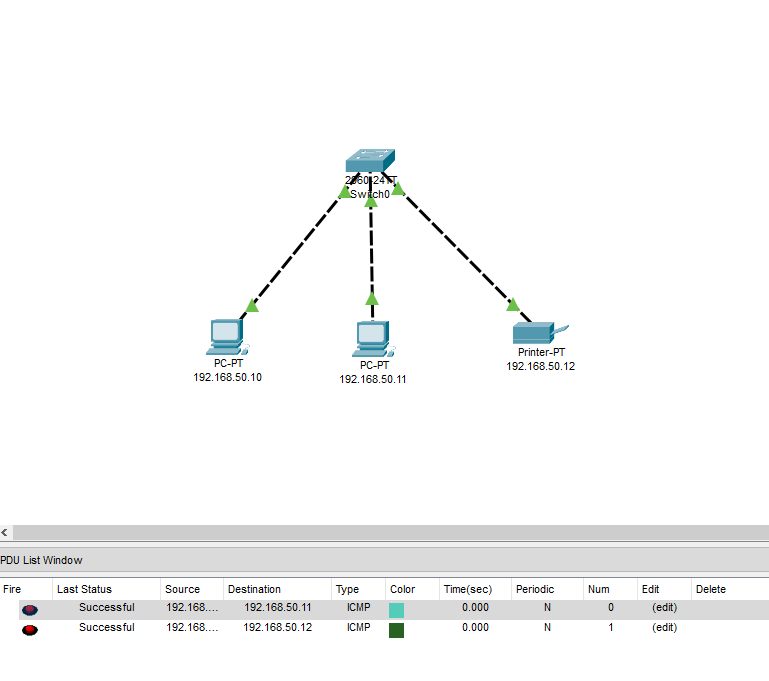 2960-24TT
Switch0
PC-PT
192.168.50.10
PC-PT
192.168.50.11
Printer-PT
192.168.50.12
PDU List Window
Fire Last Status Source Destination Type Color Time(sec) Periodic Num Edit Delete
Successful 192.168.... 192.168.50.11 ICMP 0.000 N 0 (edit)
Successful 192.168.... 192.168.50.12 ICMP 0.000 N 1 (edit)